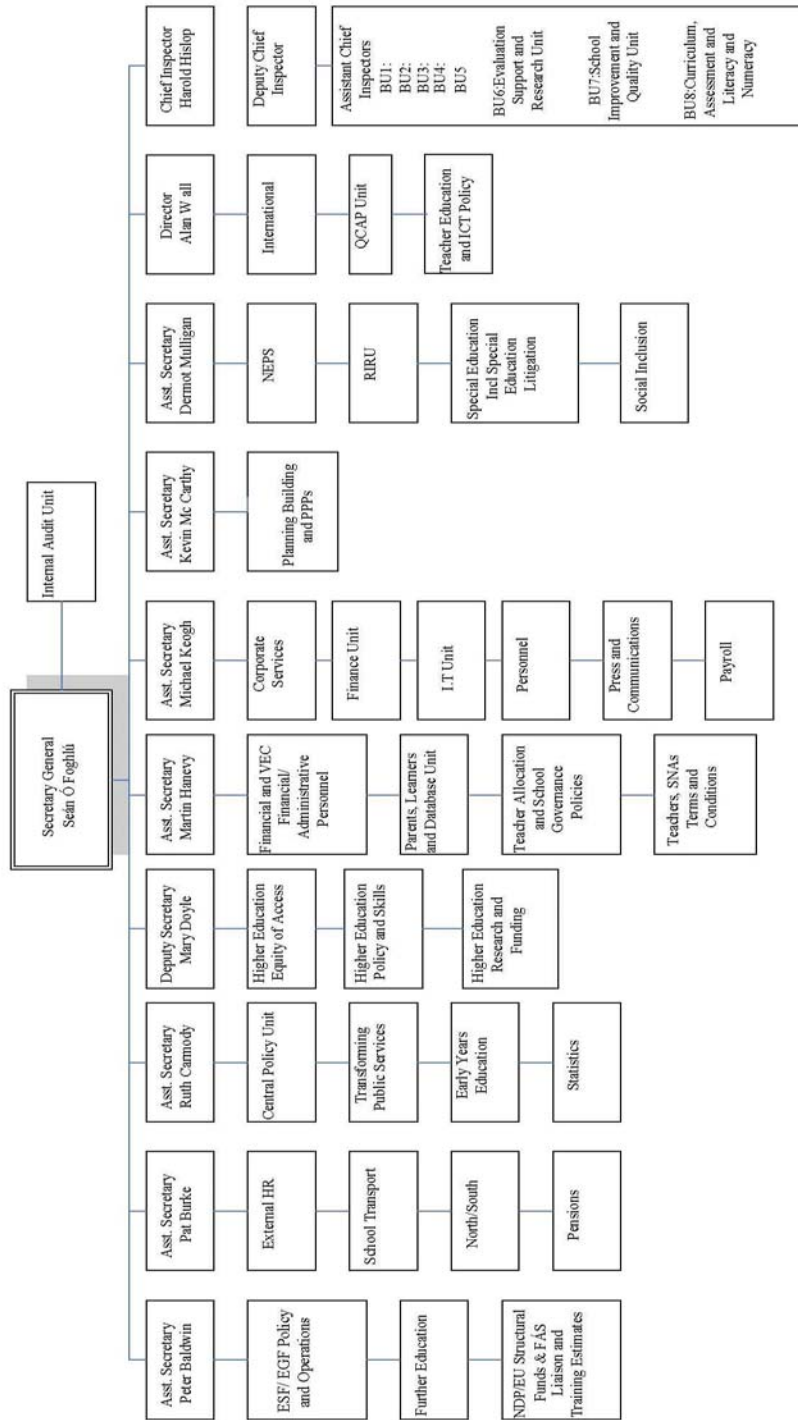 Secretary General
Seán Ó Foghlú
Internal Audit Unit
Asst. Secretary
Peter Baldwin
ESF/ EGF Policy
and Operations
Further Education
NDP/EU Structural
Funds & FÁS
Liaison and
Training Estimates
Asst. Secretary
Pat Burke
External HR
School Transport
North/South
Pensions
Asst. Secretary
Ruth Carmody
Central Policy Unit
Transforming
Public Services
Early Years
Education
Statistics
Deputy Secretary
Mary Doyle
Higher Education
Equity of Access
Higher Education
Policy and Skills
Higher Education
Research and
Funding
Asst. Secretary
Martin Hanevy
Financial and VEC
Financial/
Administrative
Personnel
Parents, Learners
and Database Unit
Teacher Allocation
and School
Governance
Policies
Teachers, SNAs
Terms and
Conditions
Asst. Secretary
Michael Keogh
Corporate
Services
Finance Unit
I.T Unit
Personnel
Press and
Communications
Payroll
Asst. Secretary
Kevin Mc Carthy
Planning Building
and PPPs
Asst. Secretary
Dermot Mulligan
NEPS
RIRU
Special Education
Incl Special
Education
Litigation
Social Inclusion
Director
Alan W all
International
QCAP Unit
Teacher Education
and ICT Policy
Chief Inspector
Harold Hislop
Deputy Chief
Inspector
Assistant Chief
Inspectors
BU1:
BU2:
BU3:
BU4:
BU5
BU6:Evaluation
Support and
Research Unit
BU7:School
Improvement and
Quality Unit
BU8:Curriculum,
Assessment and
Literacy and
Numeracy